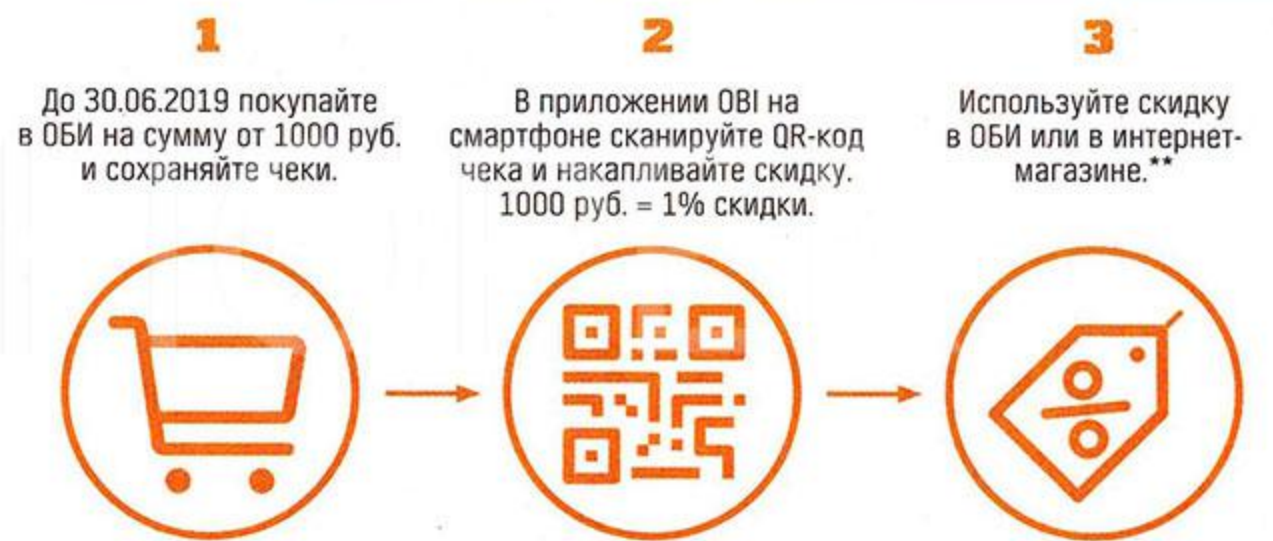 1
До 30.06.2019 покупайте
в ОБИ на сумму от 1000 руб.
и сохраняйте чеки.
2
В приложении OBI на
смартфоне сканируйте QR-код
чека и накапливайте скидку.
1000 руб. = 1% скидки.
3
Используйте скидку
в ОБИ или в интернет-
магазине.**
%